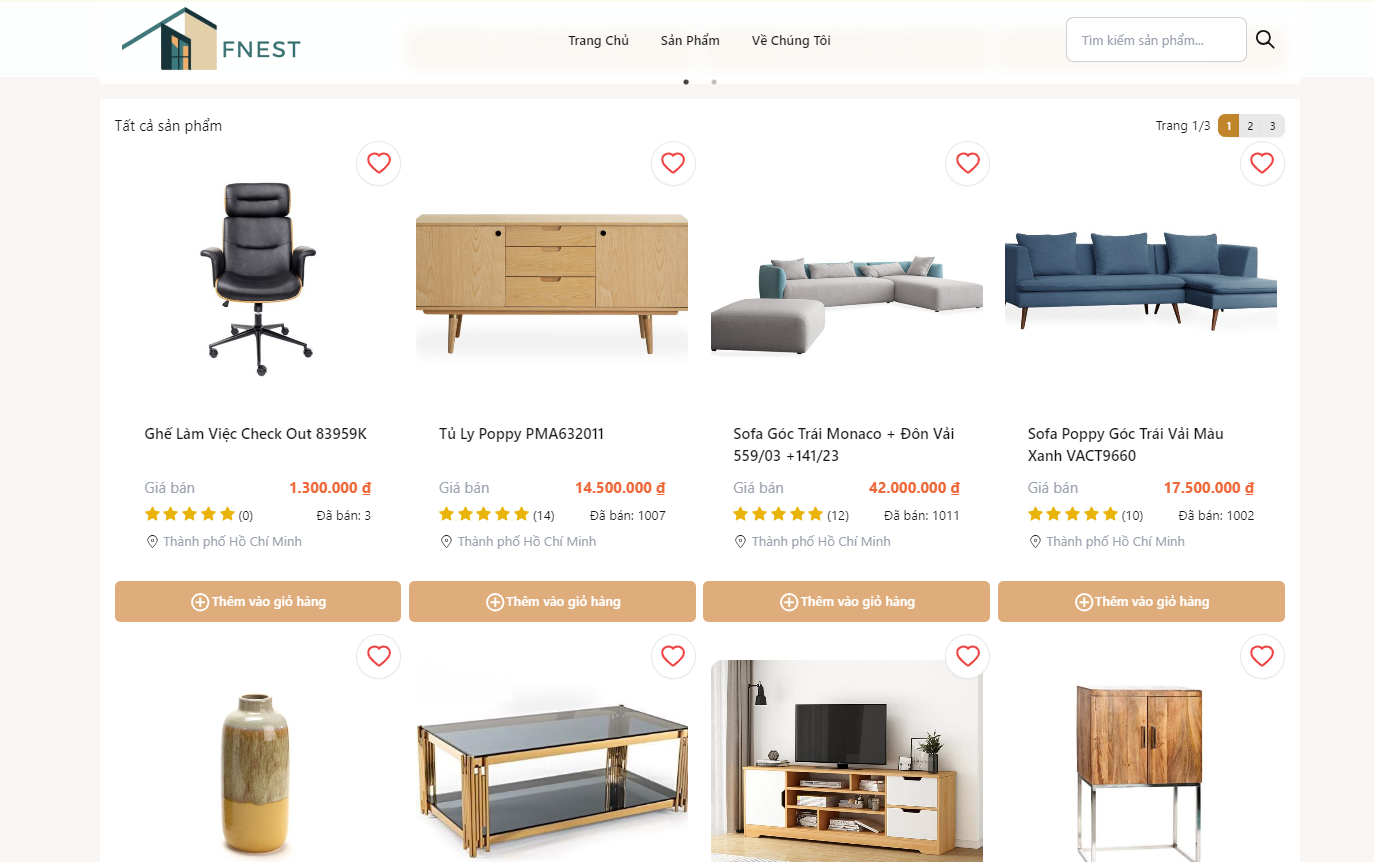 FNEST
Trang Chủ
Sản Phẩm
Về Chúng Tôi
Tìm kiếm sản phẩm...
Tất cả sản phẩm
Trang 1/3
1 2 3
Ghế Làm Việc Check Out 83959K
Giá bán 1.300.000 ₫
(0) Đã bán: 3
Thành phố Hồ Chí Minh
Thêm vào giỏ hàng
Tủ Ly Poppy PMA632011
Giá bán 14.500.000 ₫
(14) Đã bán: 1007
Thành phố Hồ Chí Minh
Thêm vào giỏ hàng
Sofa Góc Trái Monaco + Đôn Vải
559/03 +141/23
Giá bán 42.000.000 ₫
(12) Đã bán: 1011
Thành phố Hồ Chí Minh
Thêm vào giỏ hàng
Sofa Poppy Góc Trái Vải Màu
Xanh VACT9660
Giá bán 17.500.000 ₫
(10) Đã bán: 1002
Thành phố Hồ Chí Minh
Thêm vào giỏ hàng